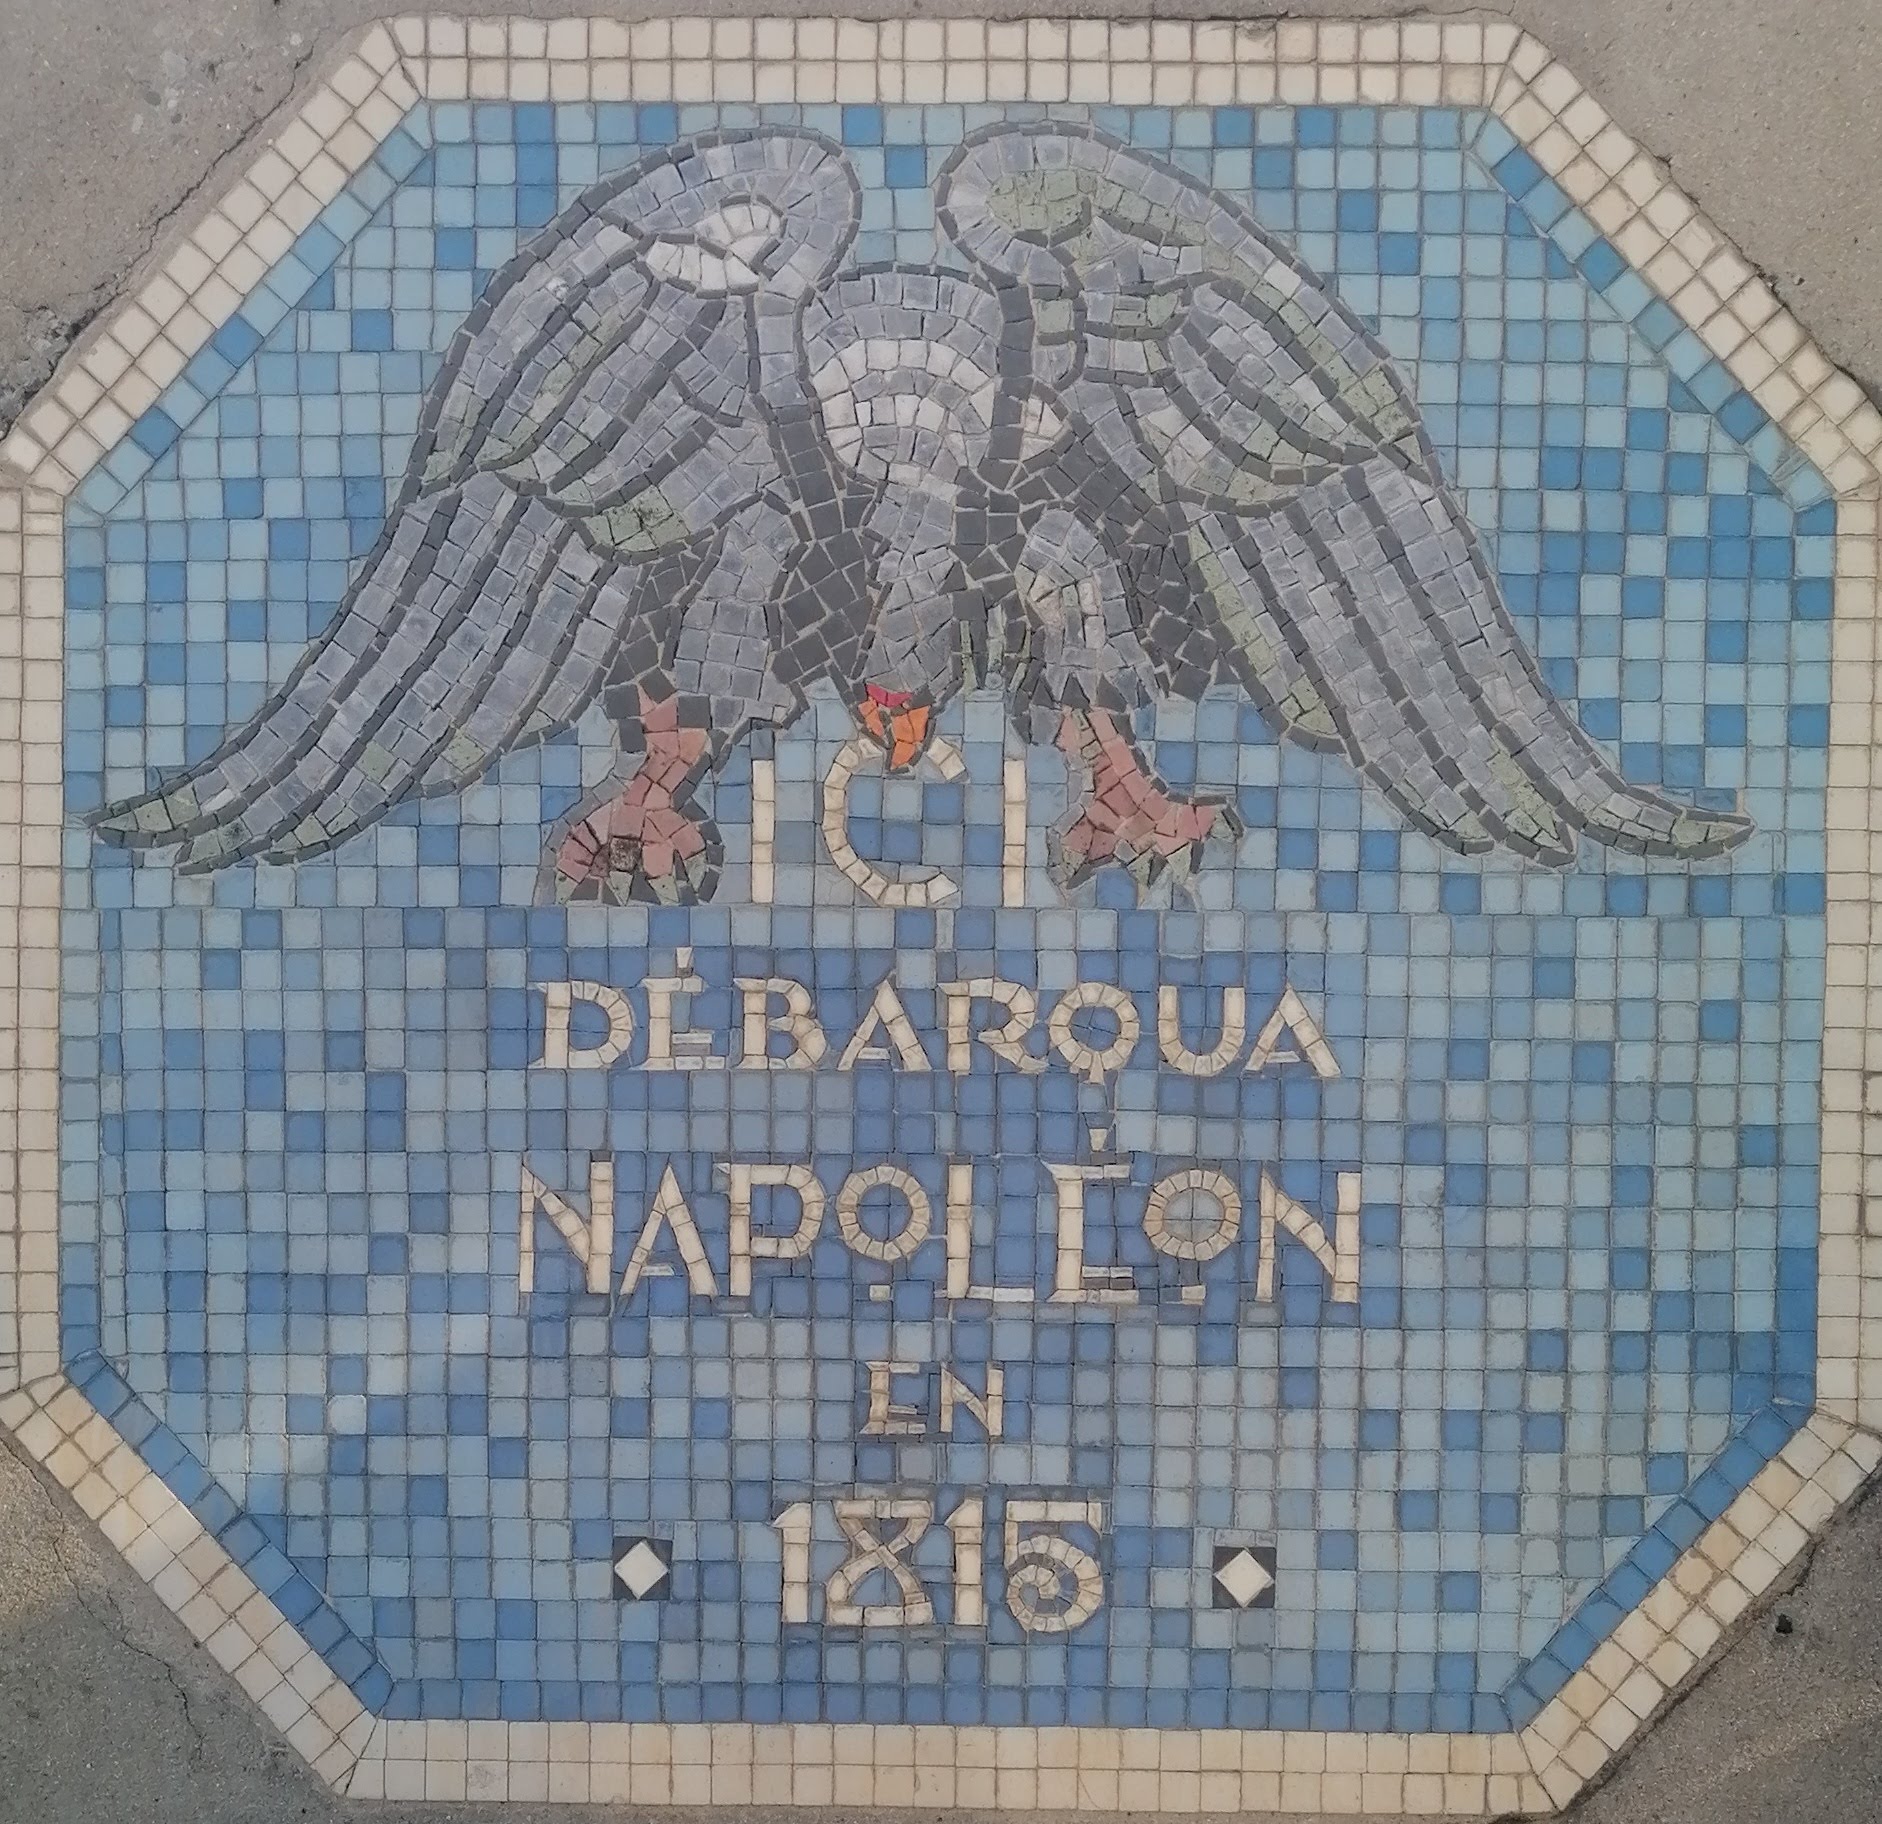 ICI
DÉBARQUA
NAPOLÉON
EN
1815